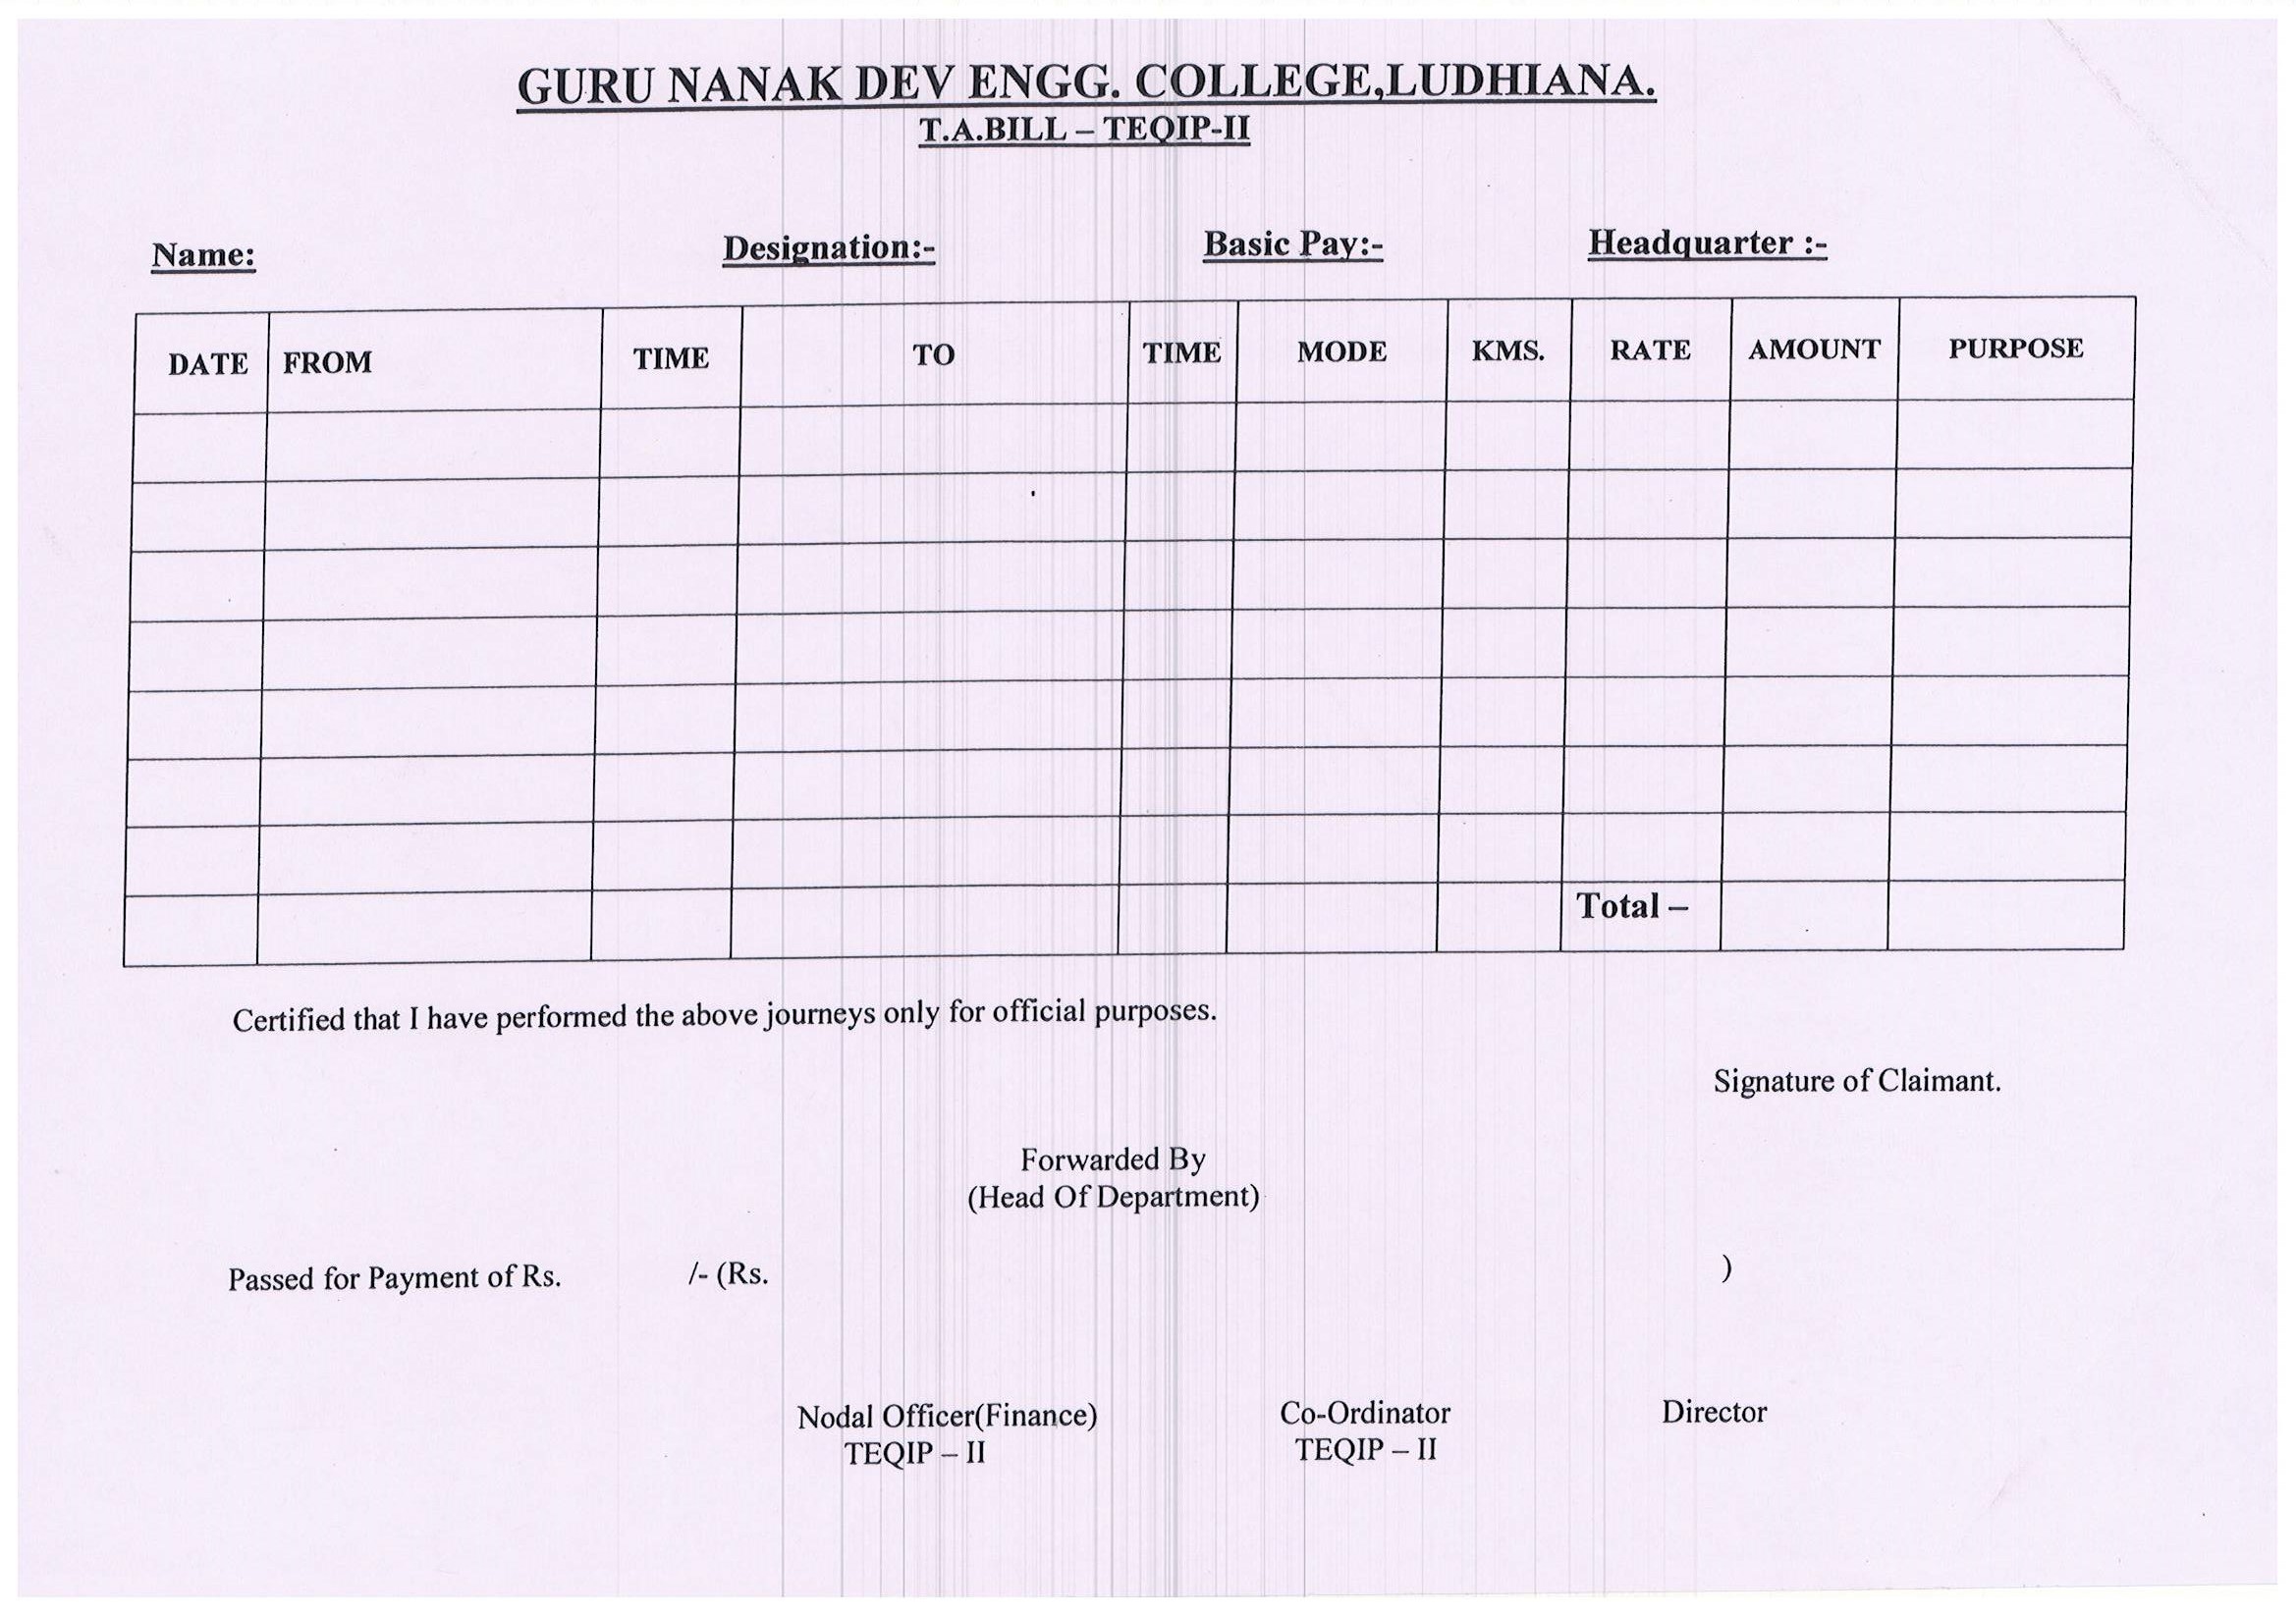 GURU NANAK DEV ENGG. COLLEGE,LUDHIANA.
T.A.BILL – TEQIP-II
Name: Designation:- Basic Pay:- Headquarter :-
DATE FROM TIME TO TIME MODE KMS. RATE AMOUNT PURPOSE
Total –
Certified that I have performed the above journeys only for official purposes.
Signature of Claimant.
Forwarded By
(Head Of Department)
Passed for Payment of Rs. /- (Rs. )
Nodal Officer(Finance) Co-Ordinator Director
TEQIP – II TEQIP – II